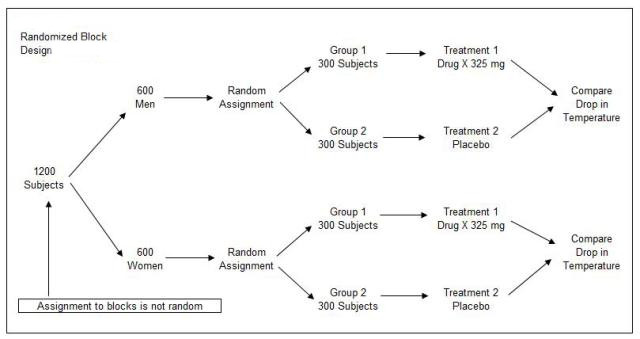 Randomized Block
Design
1200
Subjects
Assignment to blocks is not random
600
Men
Random
Assignment
Group 1
300 Subjects
Treatment 1
Drug X 325 mg
Group 2
300 Subjects
Treatment 2
Placebo
Compare
Drop in
Temperature
600
Women
Random
Assignment
Group 1
300 Subjects
Treatment 1
Drug X 325 mg
Group 2
300 Subjects
Treatment 2
Placebo
Compare
Drop in
Temperature